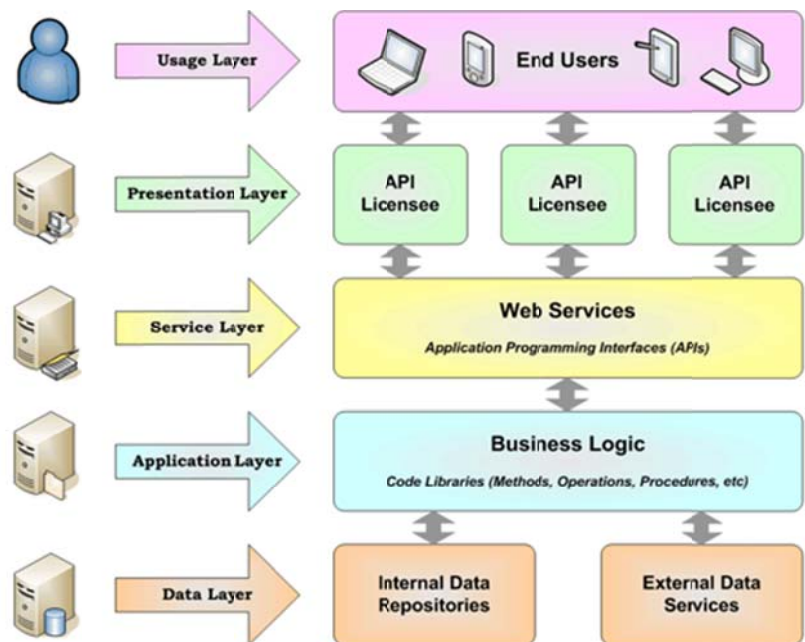 Usage Layer
End Users
Presentation Layer
API
Licensee
API
Licensee
API
Licensee
Service Layer
Web Services
Application Programming Interfaces (APIs)
Application Layer
Business Logic
Code Libraries (Methods, Operations, Procedures, etc)
Data Layer
Internal Data
Repositories
External Data
Services